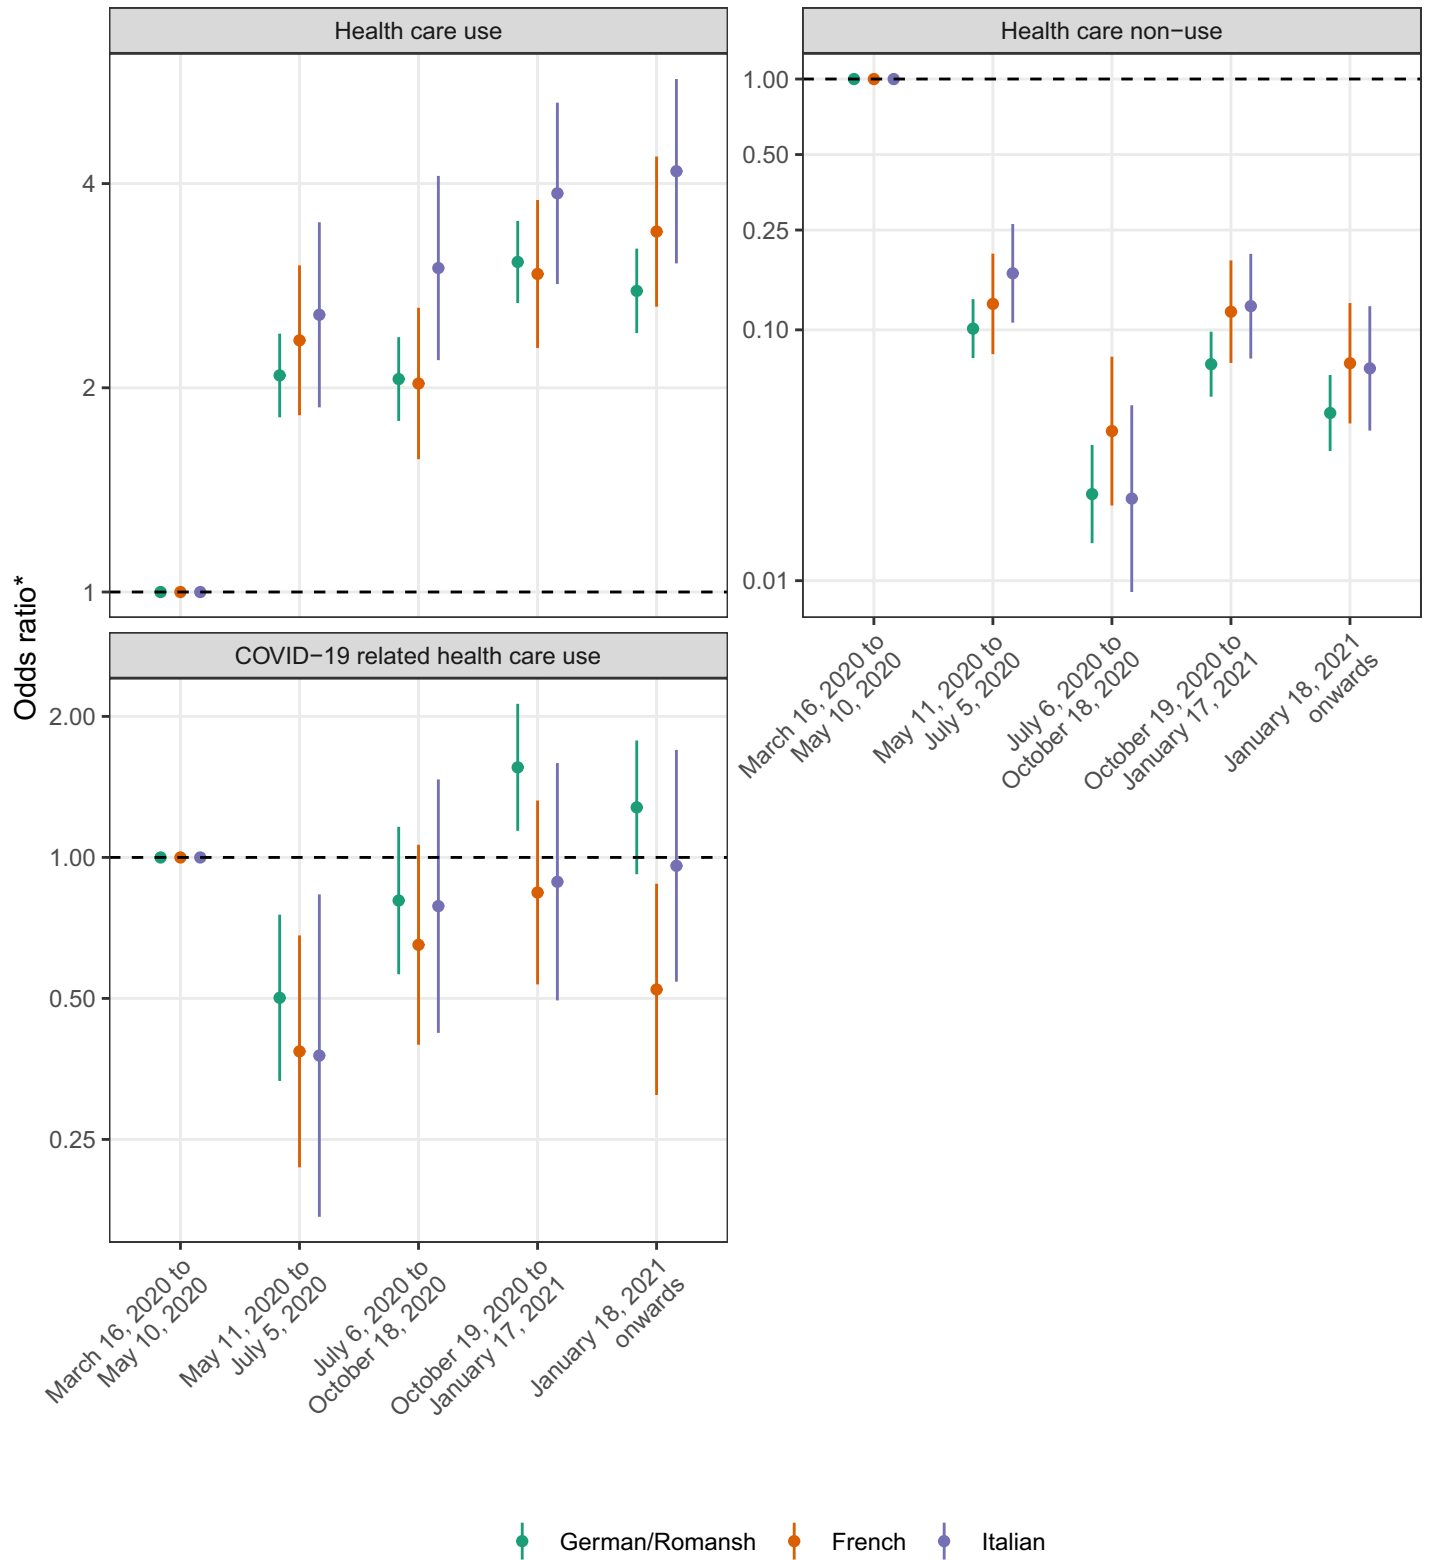 Health care use
4
2
1
Health care non−use
1.00
0.50
0.25
0.10
0.01
March 16, 2020 to
May 10, 2020
May 11, 2020 to
July 5, 2020
July 6, 2020 to
October 18, 2020
October 19, 2020 to
January 17, 2021
January 18, 2021
onwards
Odds ratio*
COVID−19 related health care use
2.00
1.00
0.50
0.25
March 16, 2020 to
May 10, 2020
May 11, 2020 to
July 5, 2020
July 6, 2020 to
October 18, 2020
October 19, 2020 to
January 17, 2021
January 18, 2021
onwards
German/Romansh French Italian